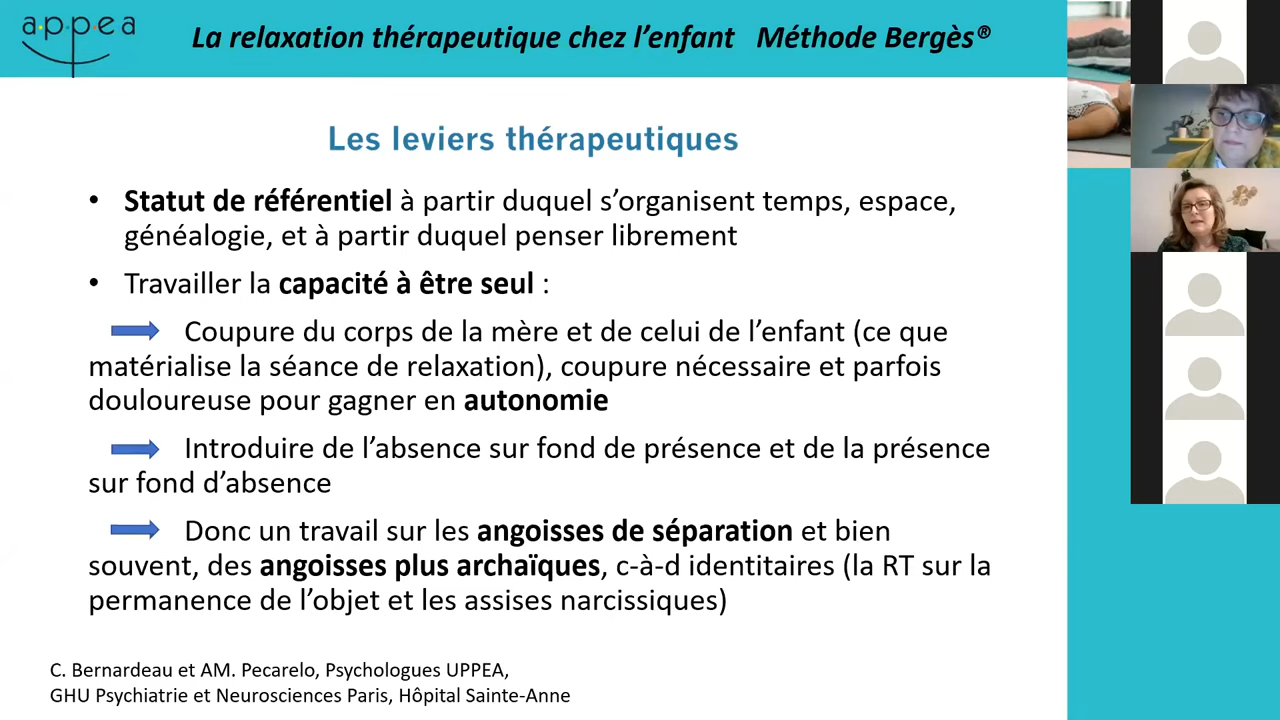 appea
La relaxation thérapeutique chez l’enfant Méthode Bergès®
Les leviers thérapeutiques
• Statut de référentiel à partir duquel s’organisent temps, espace,
généalogie, et à partir duquel penser librement
• Travailler la capacité à être seul :
Coupure du corps de la mère et de celui de l’enfant (ce que
matérialise la séance de relaxation), coupure nécessaire et parfois
douloureuse pour gagner en autonomie
Introduire de l’absence sur fond de présence et de la présence
sur fond d’absence
Donc un travail sur les angoisses de séparation et bien
souvent, des angoisses plus archaïques, c-à-d identitaires (la RT sur la
permanence de l’objet et les assises narcissiques)
C. Bernardeau et AM. Pecarelo, Psychologues UPPEA,
GHU Psychiatrie et Neurosciences Paris, Hôpital Sainte-Anne